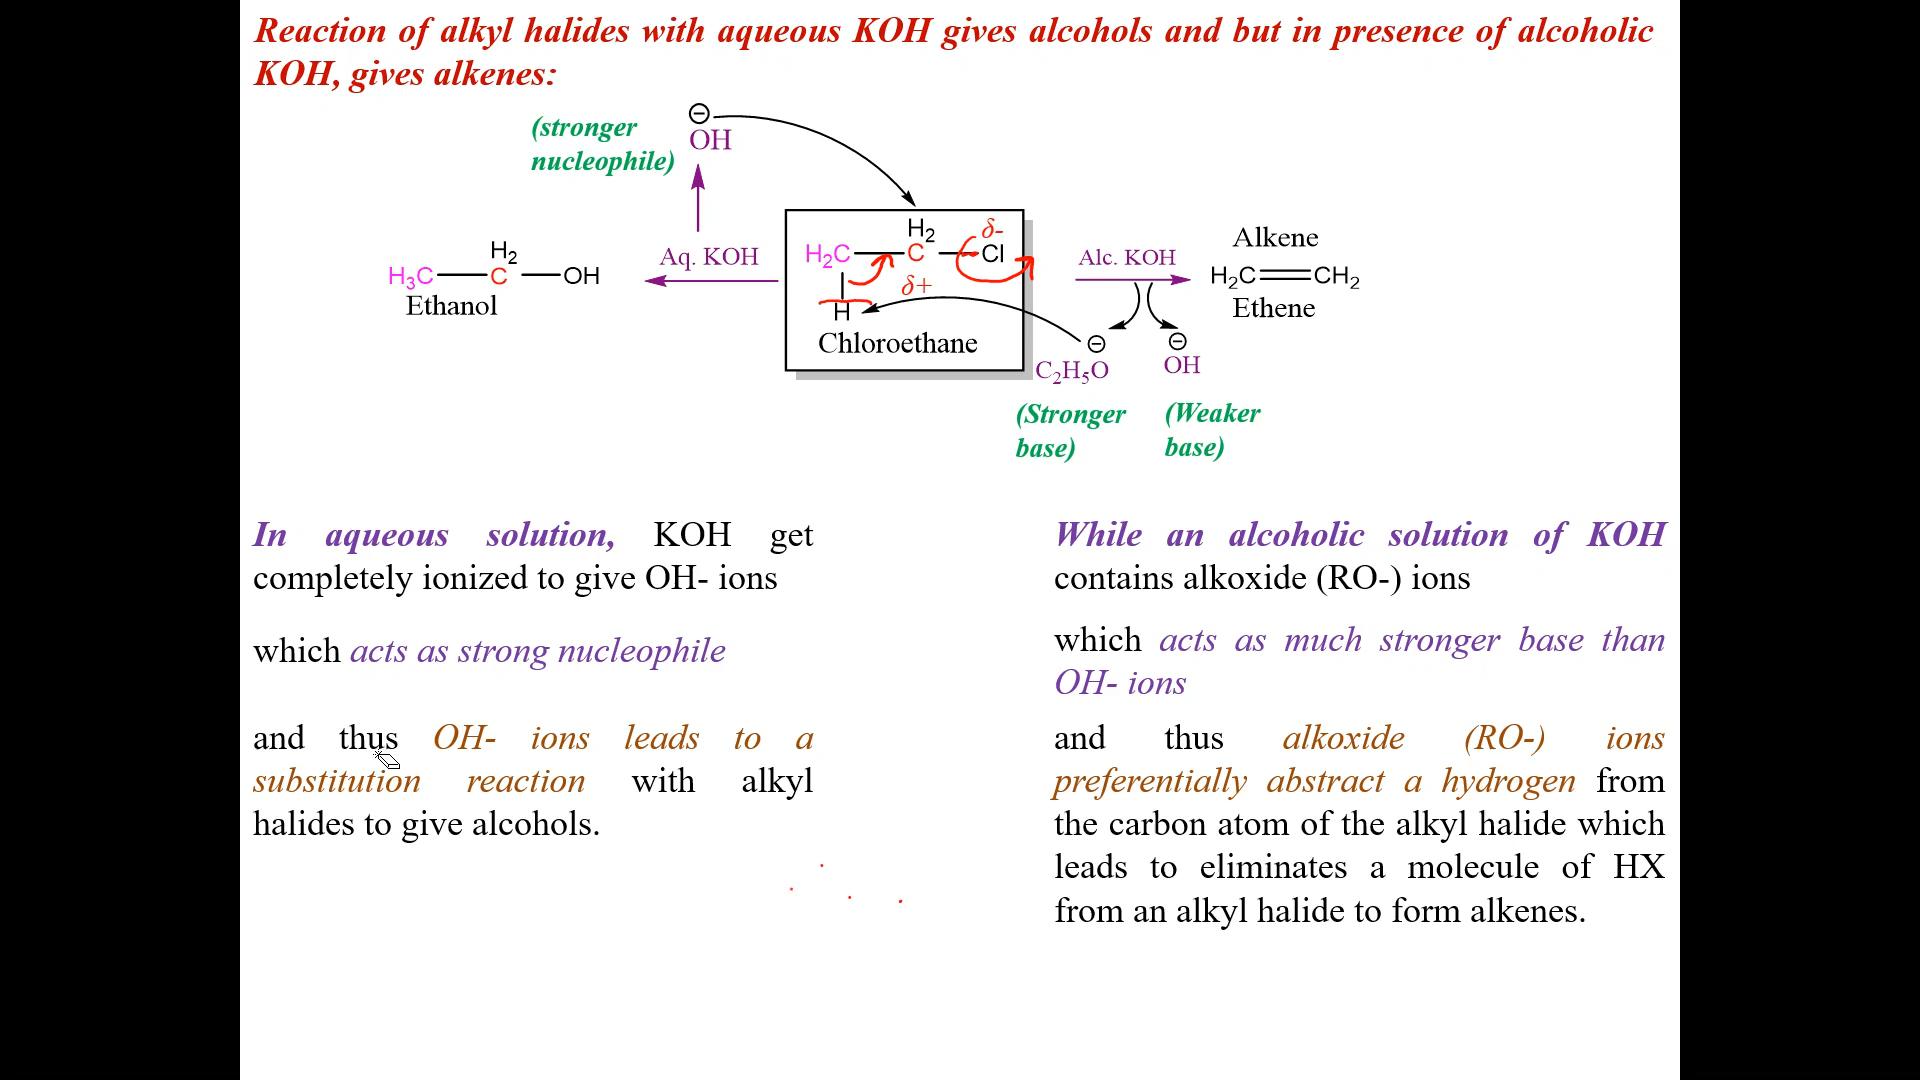 Reaction of alkyl halides with aqueous KOH gives alcohols and but in presence of alcoholic
KOH, gives alkenes:
(stronger
nucleophile)
⊖
OH
H₃C—C—OH
H₂
Ethanol
Aq. KOH
H₂
H₂C—C—Cl
δ-
δ+
H
Chloroethane
Alc. KOH
Alkene
H₂C=CH₂
Ethene
⊖
C₂H₅O
⊖
OH
(Stronger
base)
(Weaker
base)
In aqueous solution, KOH get
completely ionized to give OH- ions
which acts as strong nucleophile
and thus OH- ions leads to a
substitution reaction with alkyl
halides to give alcohols.
While an alcoholic solution of KOH
contains alkoxide (RO-) ions
which acts as much stronger base than
OH- ions
and thus alkoxide (RO-) ions
preferentially abstract a hydrogen from
the carbon atom of the alkyl halide which
leads to eliminates a molecule of HX
from an alkyl halide to form alkenes.